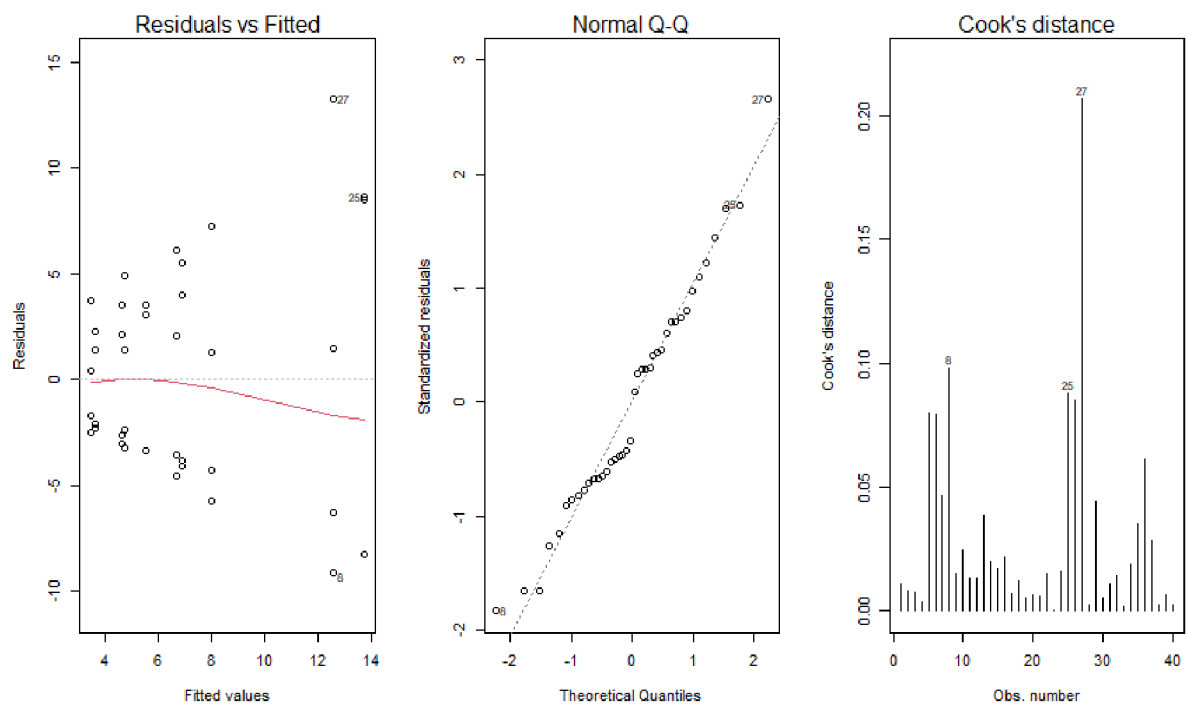 Residuals vs Fitted
15
10
5
0
-5
-10
Residuals
27
25
8
4 6 8 10 12 14
Fitted values
Normal Q-Q
3
2
1
0
-1
-2
Standardized residuals
27
25
8
-2 -1 0 1 2
Theoretical Quantiles
Cook's distance
0.20
0.15
0.10
0.05
0.00
Cook's distance
27
8
25
0 10 20 30 40
Obs. number